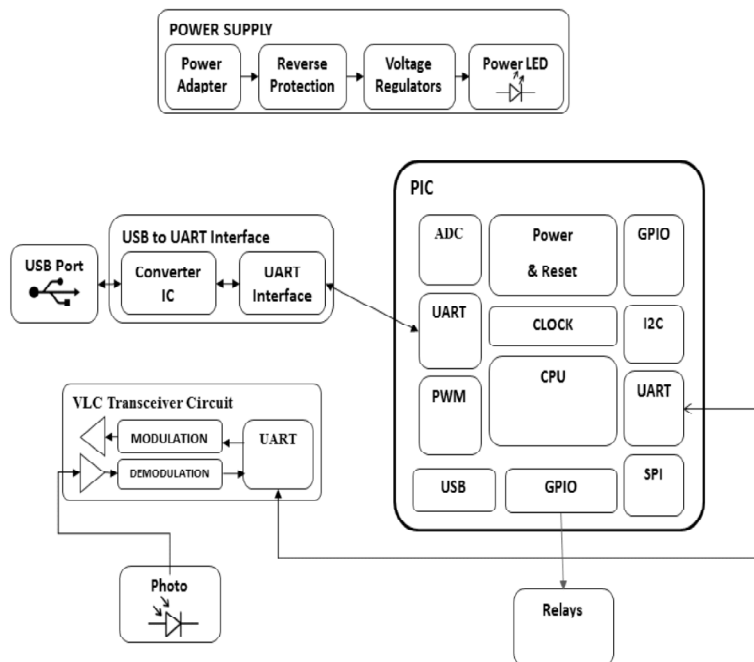 POWER SUPPLY
Power
Adapter
Reverse
Protection
Voltage
Regulators
Power LED
USB Port
USB to UART Interface
Converter
IC
UART
Interface
PIC
ADC
Power
& Reset
GPIO
UART
CLOCK
I2C
PWM
CPU
UART
USB
GPIO
SPI
VLC Transceiver Circuit
MODULATION
DEMODULATION
UART
Photo
Relays